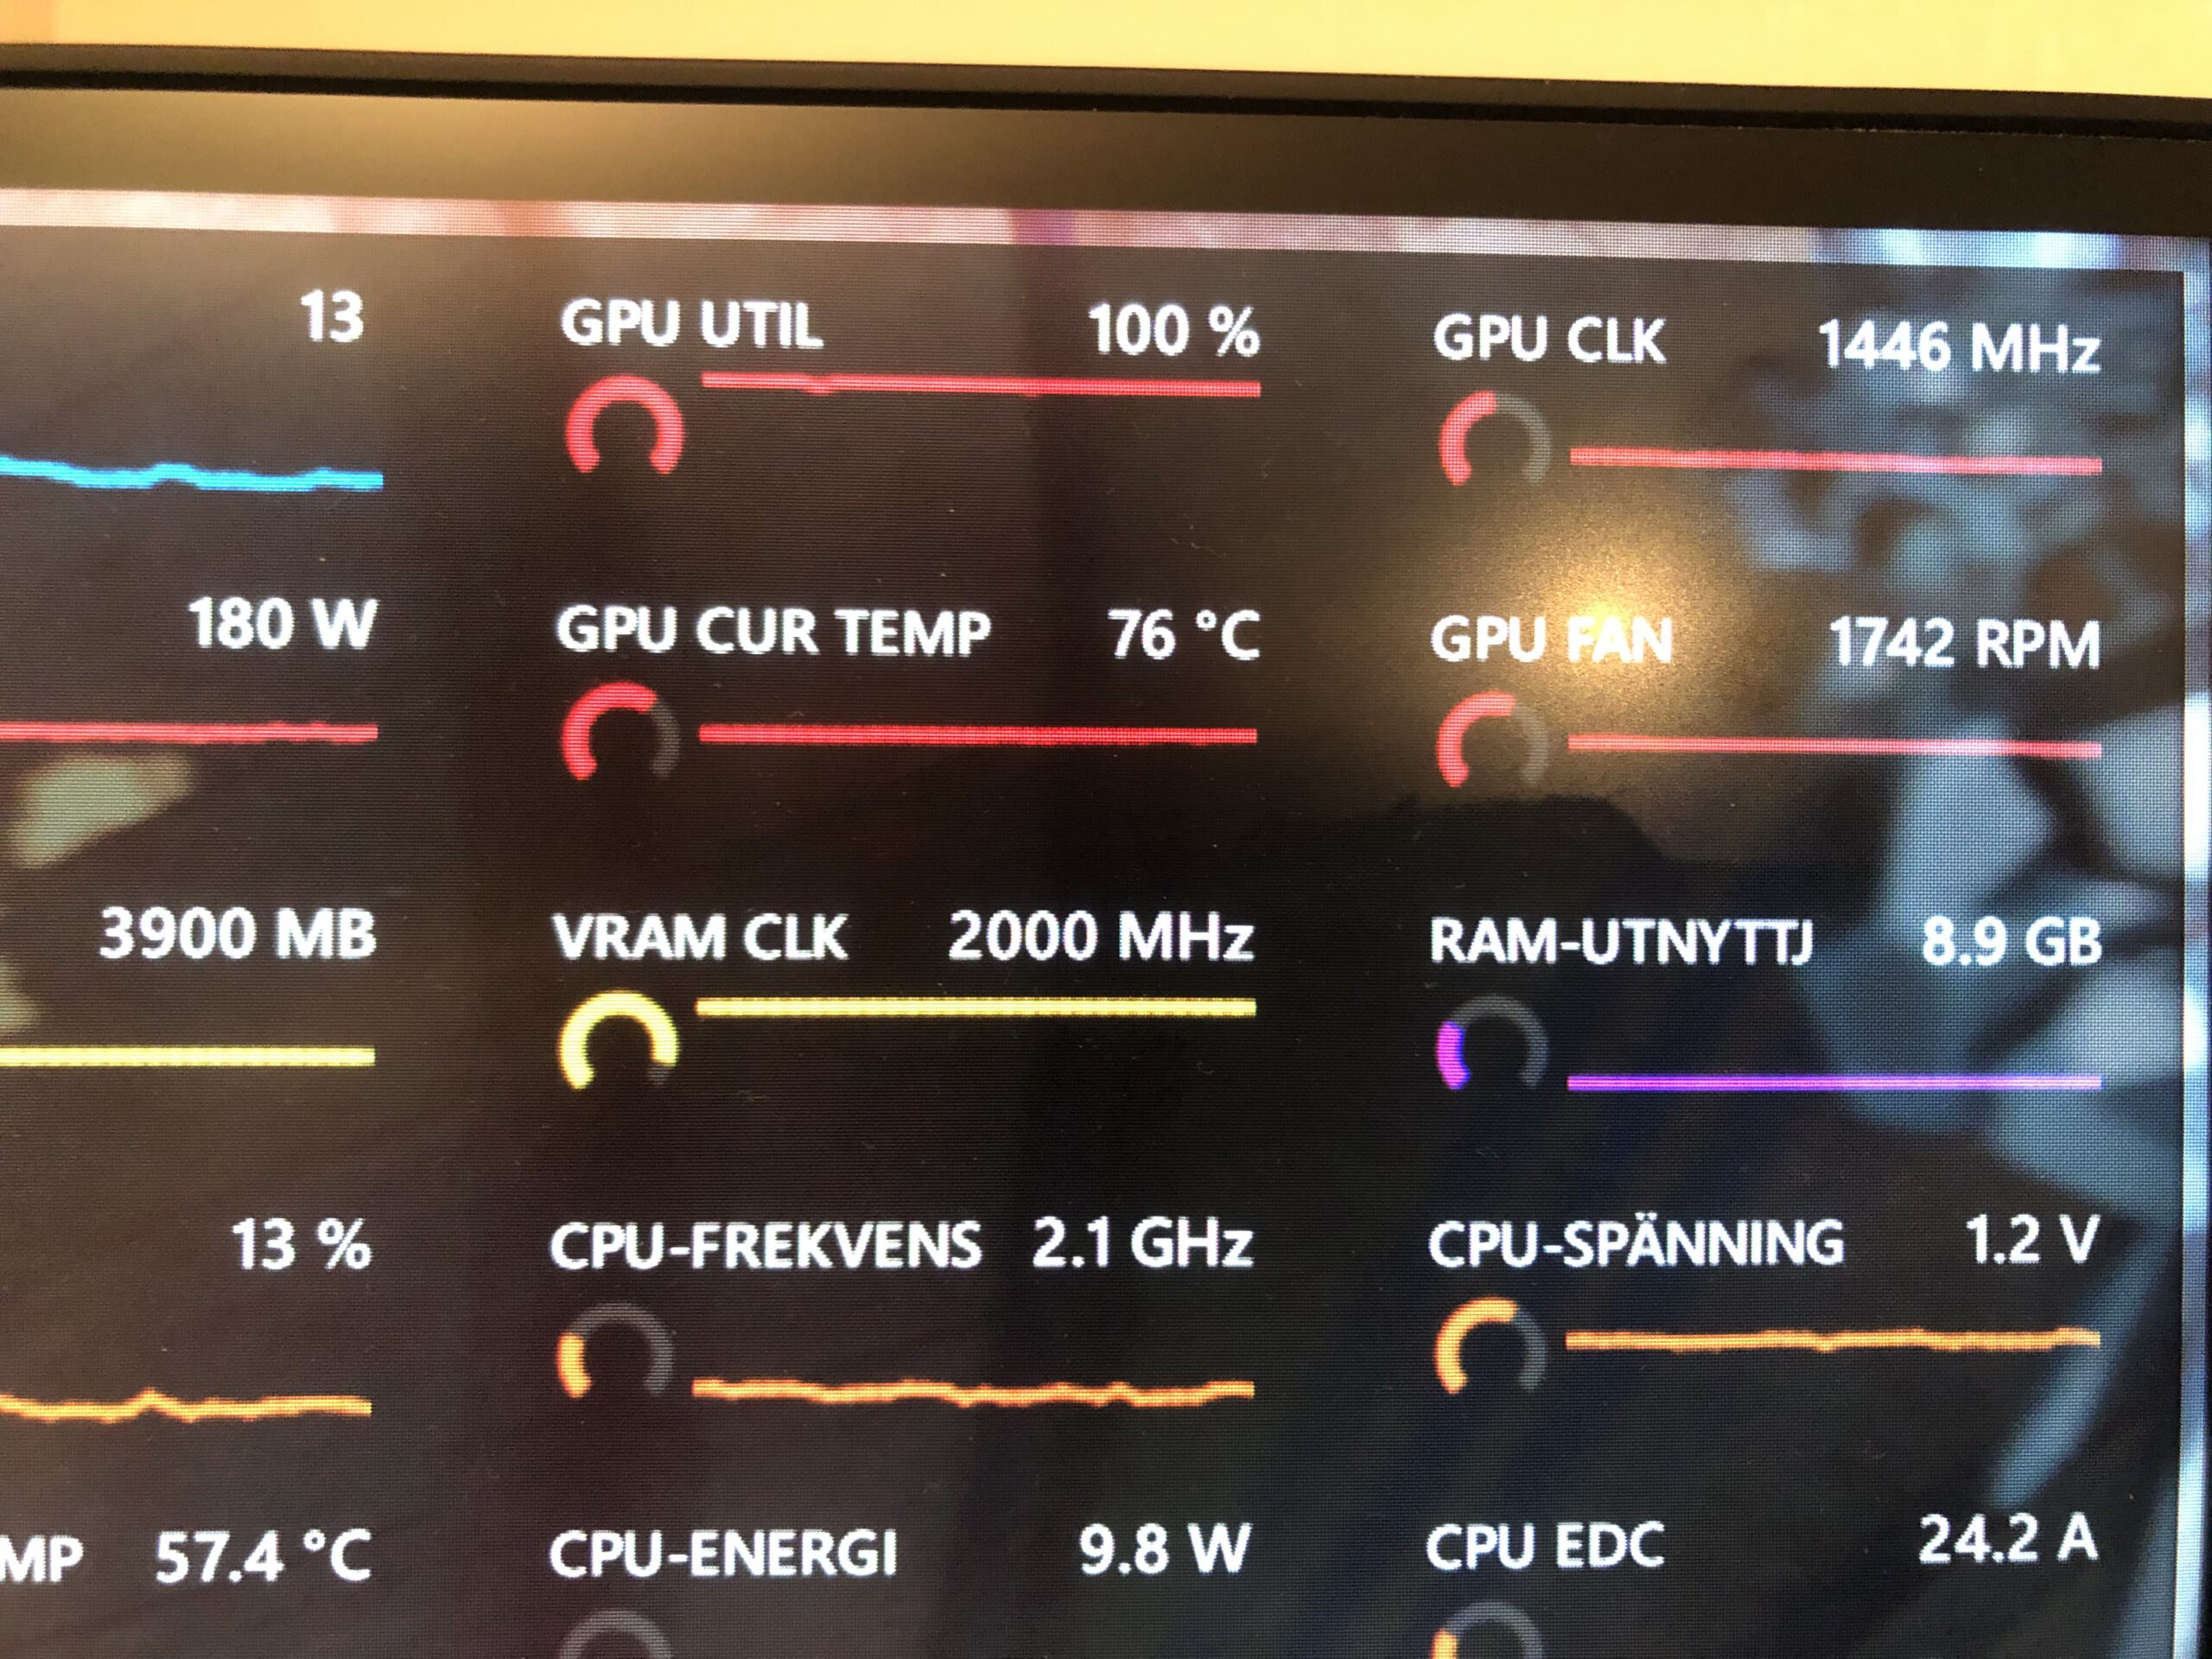 13 GPU UTIL 100 % GPU CLK 1446 MHz
180 W GPU CUR TEMP 76 °C GPU FAN 1742 RPM
3900 MB VRAM CLK 2000 MHz RAM-UTNYTTJ 8.9 GB
13 % CPU-FREKVENS 2.1 GHz CPU-SPÄNNING 1.2 V
MP 57.4 °C CPU-ENERGI 9.8 W CPU EDC 24.2 A